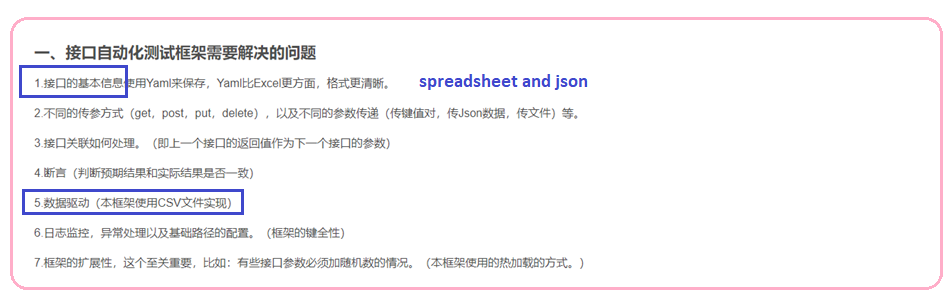 一、接口自动化测试框架需要解决的问题
1.接口的基本信息使用Yaml来保存，Yaml比Excel更方面，格式更清晰。 spreadsheet and json
2.不同的传参方式（get，post，put，delete），以及不同的参数传递（传键值对，传Json数据，传文件）等。
3.接口关联如何处理。（即上一个接口的返回值作为下一个接口的参数）
4.断言（判断预期结果和实际结果是否一致）
5.数据驱动（本框架使用CSV文件实现）
6.日志监控，异常处理以及基础路径的配置。（框架的键全性）
7.框架的扩展性，这个至关重要，比如：有些接口参数必须加随机数的情况。（本框架使用的热加载的方式。）